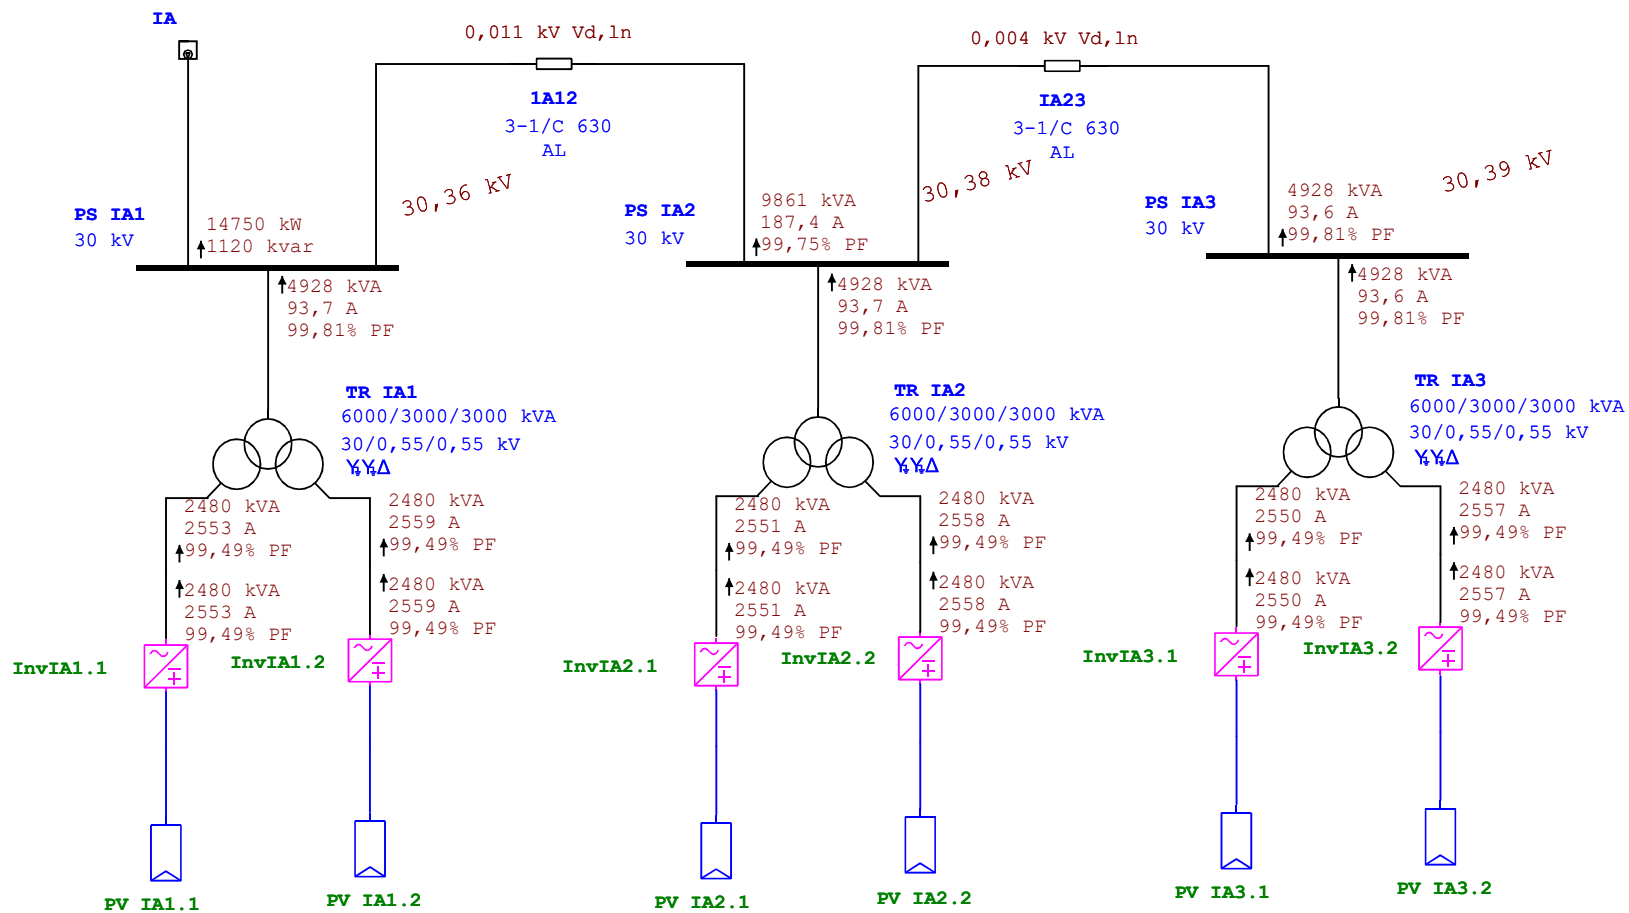 IA
0,011 kV Vd,ln
1A12
3-1/C 630
AL
0,004 kV Vd,ln
IA23
3-1/C 630
AL
PS IA1
30 kV
14750 kW
1120 kvar
30,36 kV
4928 kVA
93,7 A
99,81% PF
PS IA2
30 kV
9861 kVA
187,4 A
99,75% PF
30,38 kV
4928 kVA
93,7 A
99,81% PF
PS IA3
30 kV
4928 kVA
93,6 A
99,81% PF
30,39 kV
4928 kVA
93,6 A
99,81% PF
TR IA1
6000/3000/3000 kVA
30/0,55/0,55 kV
TR IA2
6000/3000/3000 kVA
30/0,55/0,55 kV
TR IA3
6000/3000/3000 kVA
30/0,55/0,55 kV
2480 kVA
2553 A
99,49% PF
2480 kVA
2553 A
99,49% PF
2480 kVA
2559 A
99,49% PF
2480 kVA
2559 A
99,49% PF
2480 kVA
2551 A
99,49% PF
2480 kVA
2551 A
99,49% PF
2480 kVA
2558 A
99,49% PF
2480 kVA
2558 A
99,49% PF
2480 kVA
2550 A
99,49% PF
2480 kVA
2550 A
99,49% PF
2480 kVA
2557 A
99,49% PF
2480 kVA
2557 A
99,49% PF
InvIA1.1
InvIA1.2
InvIA2.1
InvIA2.2
InvIA3.1
InvIA3.2
PV IA1.1
PV IA1.2
PV IA2.1
PV IA2.2
PV IA3.1
PV IA3.2